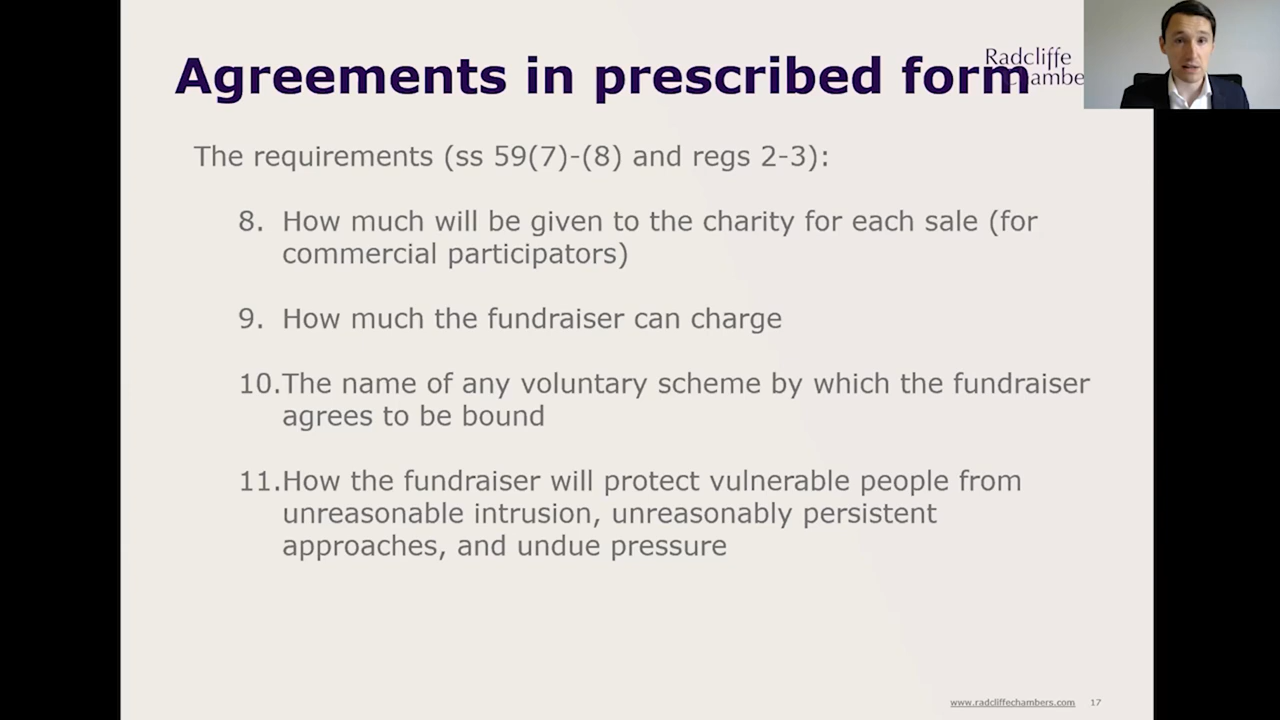 Agreements in prescribed form
Radcliffe
hambe
The requirements (ss 59(7)-(8) and regs 2-3):
8. How much will be given to the charity for each sale (for
commercial participators)
9. How much the fundraiser can charge
10.The name of any voluntary scheme by which the fundraiser
agrees to be bound
11.How the fundraiser will protect vulnerable people from
unreasonable intrusion, unreasonably persistent
approaches, and undue pressure
www.radcliffechambers.com 17